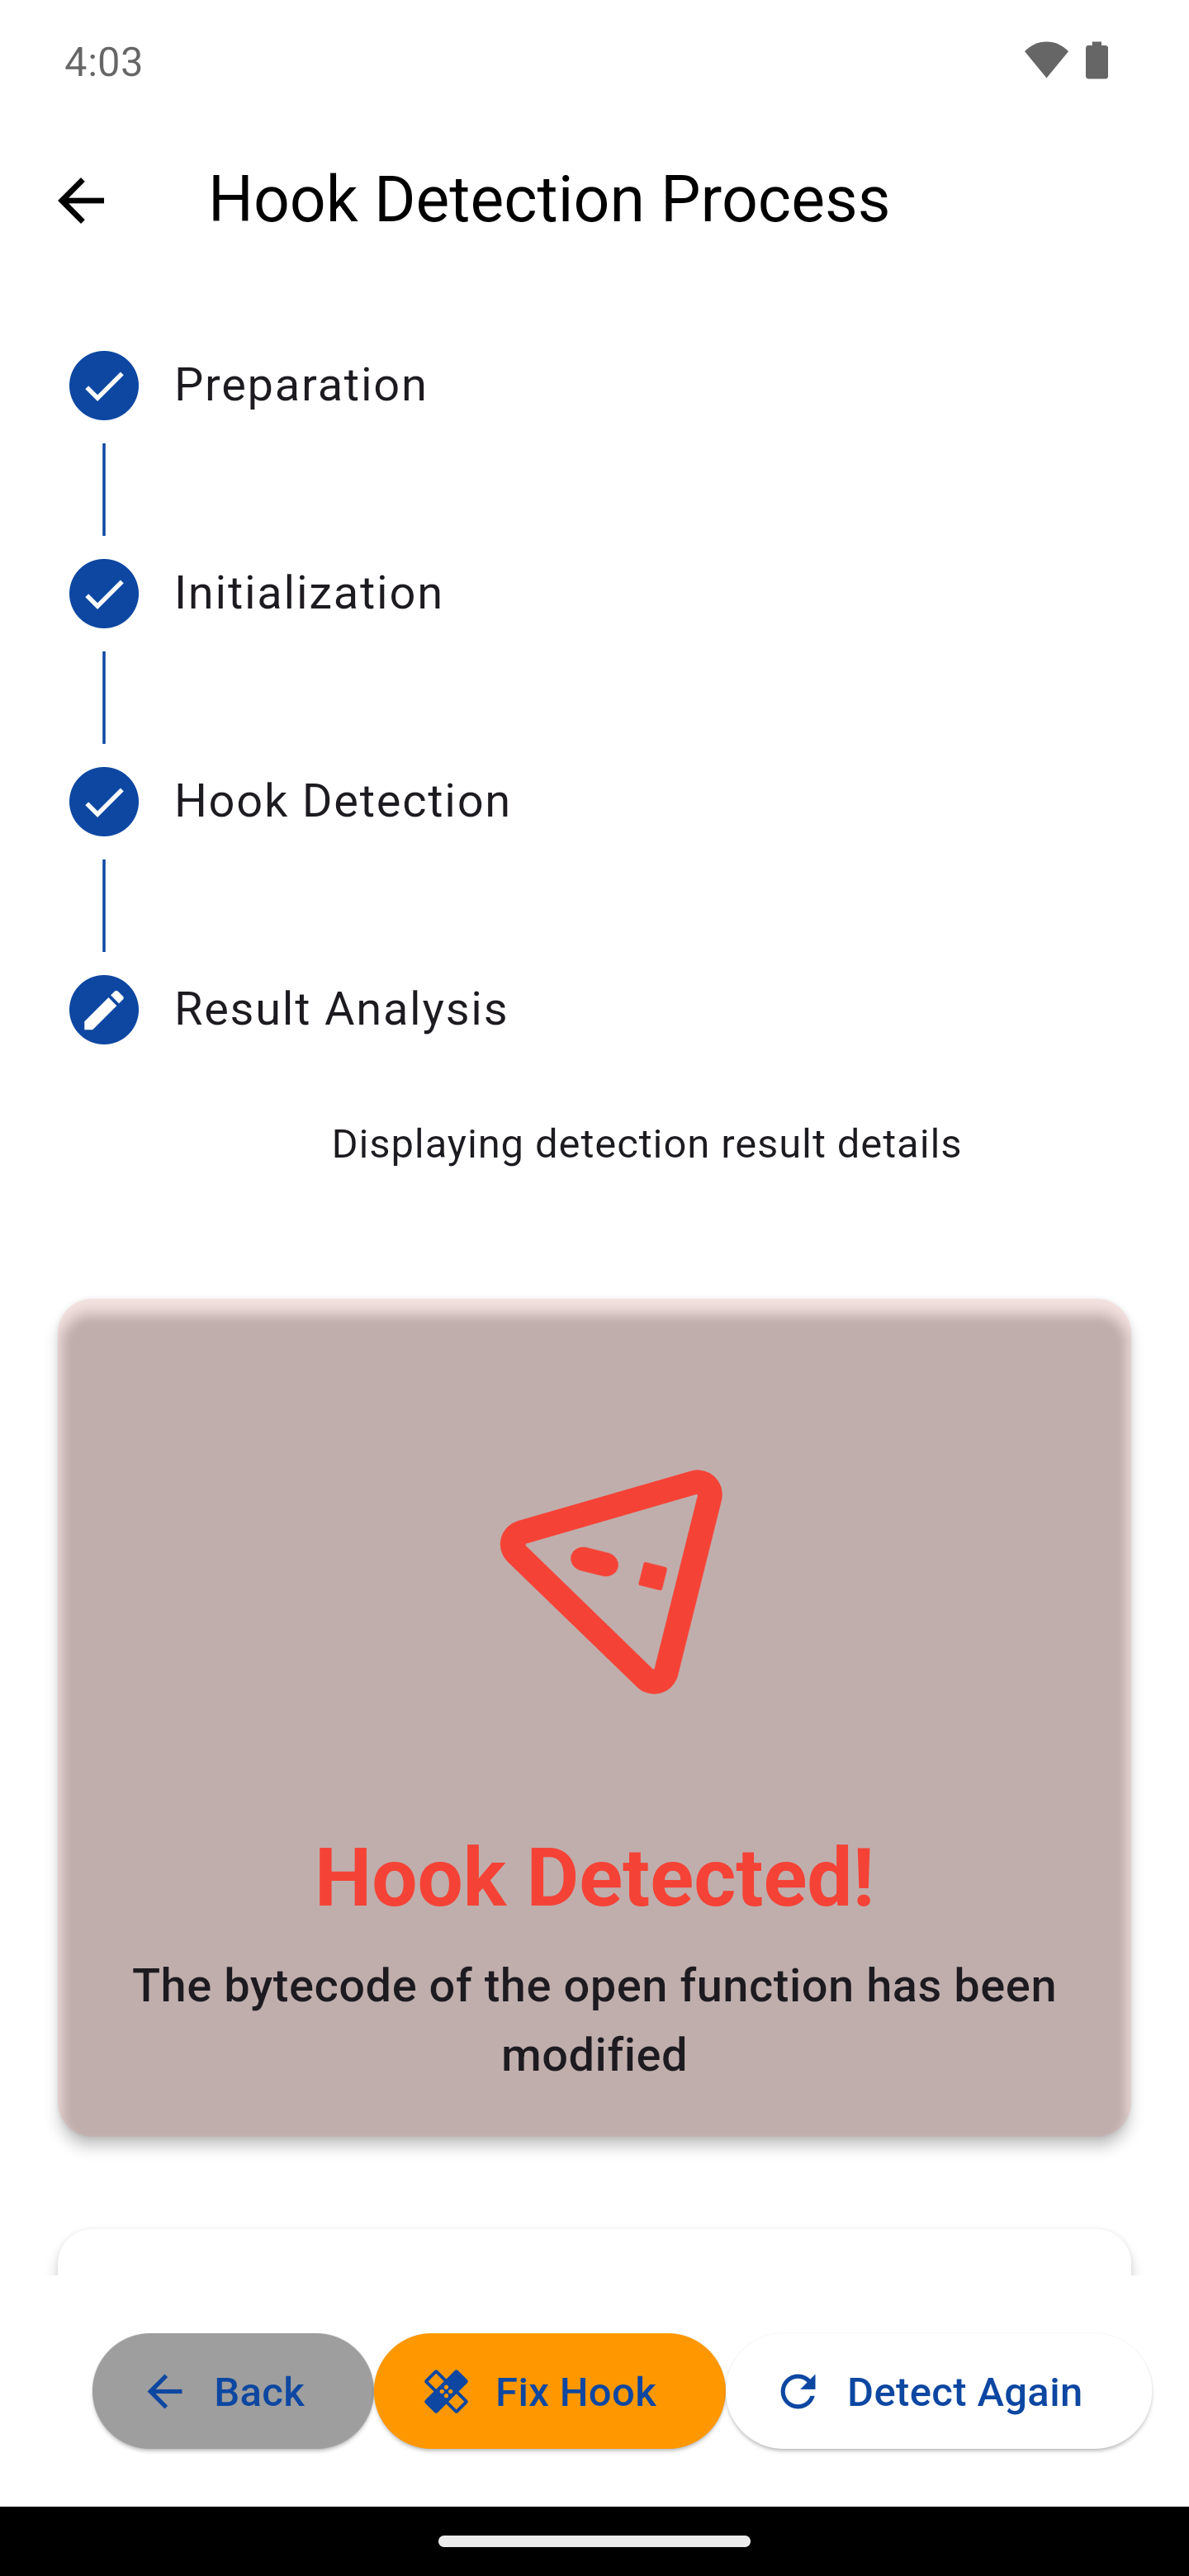 4:03
Hook Detection Process
Preparation
Initialization
Hook Detection
Result Analysis
Displaying detection result details
Hook Detected!
The bytecode of the open function has been
modified
Back
Fix Hook
Detect Again